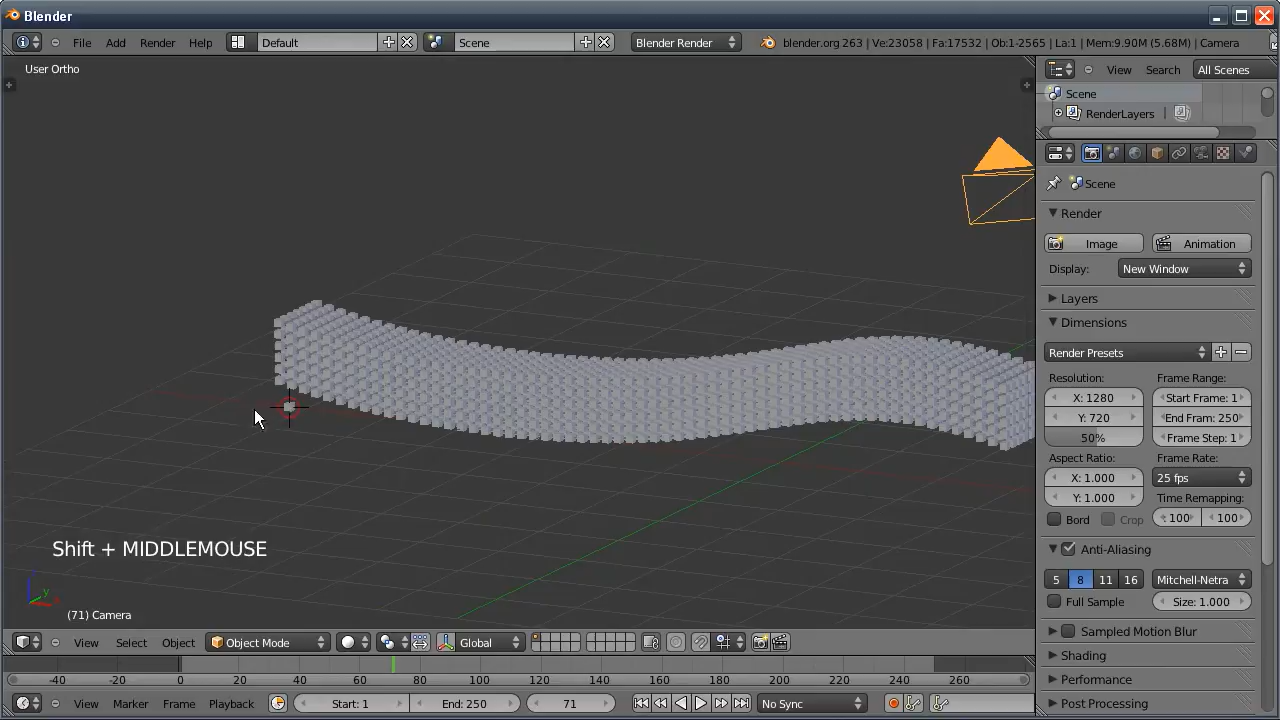 Blender
File Add Render Help Default Scene Blender Render blender.org 263 | Ve:23058 | Fa:17532 | Ob:1-2565 | La:1 | Mem:9.90M (5.68M) | Camera
User Ortho
View Search All Scenes
Scene
RenderLayers
Scene
Render
Image Animation
Display: New Window
Layers
Dimensions
Render Presets
Resolution: Frame Range:
X: 1280 Start Frame: 1
Y: 720 End Fram: 250
50% Frame Step: 1
Aspect Ratio: Frame Rate:
X: 1.000 25 fps
Y: 1.000 Time Remapping:
Bord Crop 100 100
Shift + MIDDLEMOUSE
Anti-Aliasing
5 8 11 16 Mitchell-Netra
Full Sample Size: 1.000
y
(71) Camera
Sampled Motion Blur
View Select Object Object Mode Global
Shading
-40 -20 0 20 40 60 80 100 120 140 160 180 200 220 240 260
Performance
View Marker Frame Playback Start: 1 End: 250 71 No Sync
Post Processing